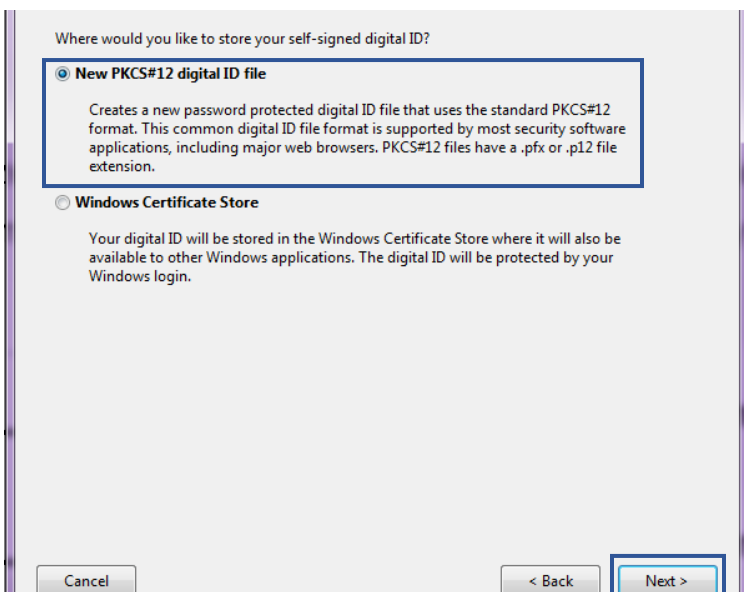 Where would you like to store your self-signed digital ID?
New PKCS#12 digital ID file
Creates a new password protected digital ID file that uses the standard PKCS#12
format. This common digital ID file format is supported by most security software
applications, including major web browsers. PKCS#12 files have a .pfx or .p12 file
extension.
Windows Certificate Store
Your digital ID will be stored in the Windows Certificate Store where it will also be
available to other Windows applications. The digital ID will be protected by your
Windows login.
Cancel < Back Next >